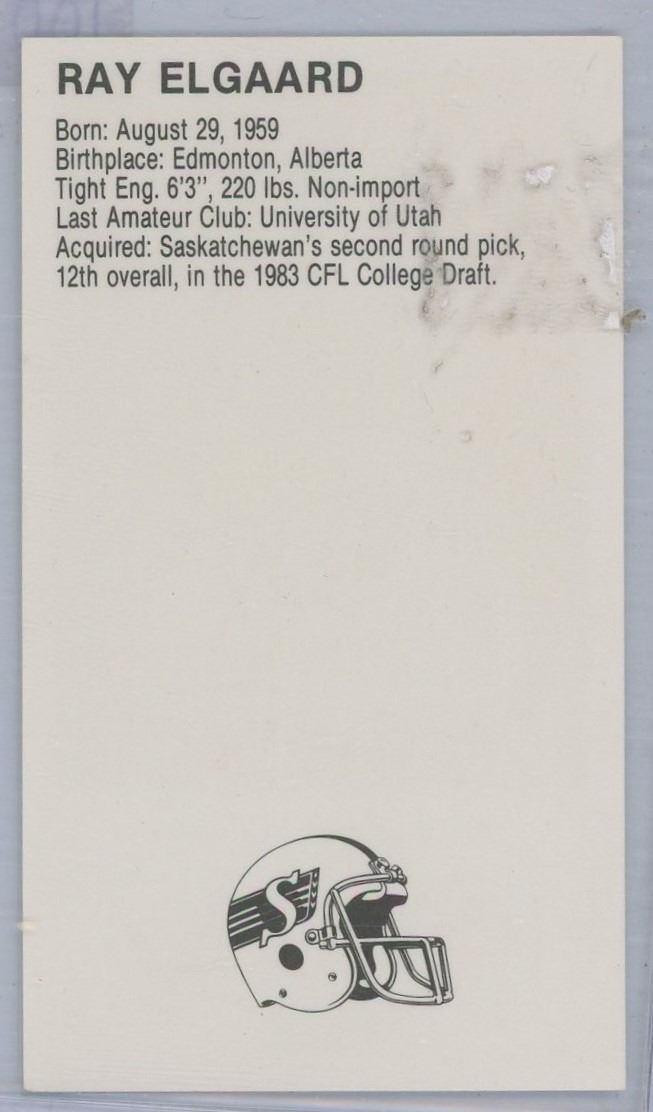 RAY ELGAARD
Born: August 29, 1959
Birthplace: Edmonton, Alberta
Tight Eng. 6'3", 220 lbs. Non-import
Last Amateur Club: University of Utah
Acquired: Saskatchewan's second round pick,
12th overall, in the 1983 CFL College Draft.
S